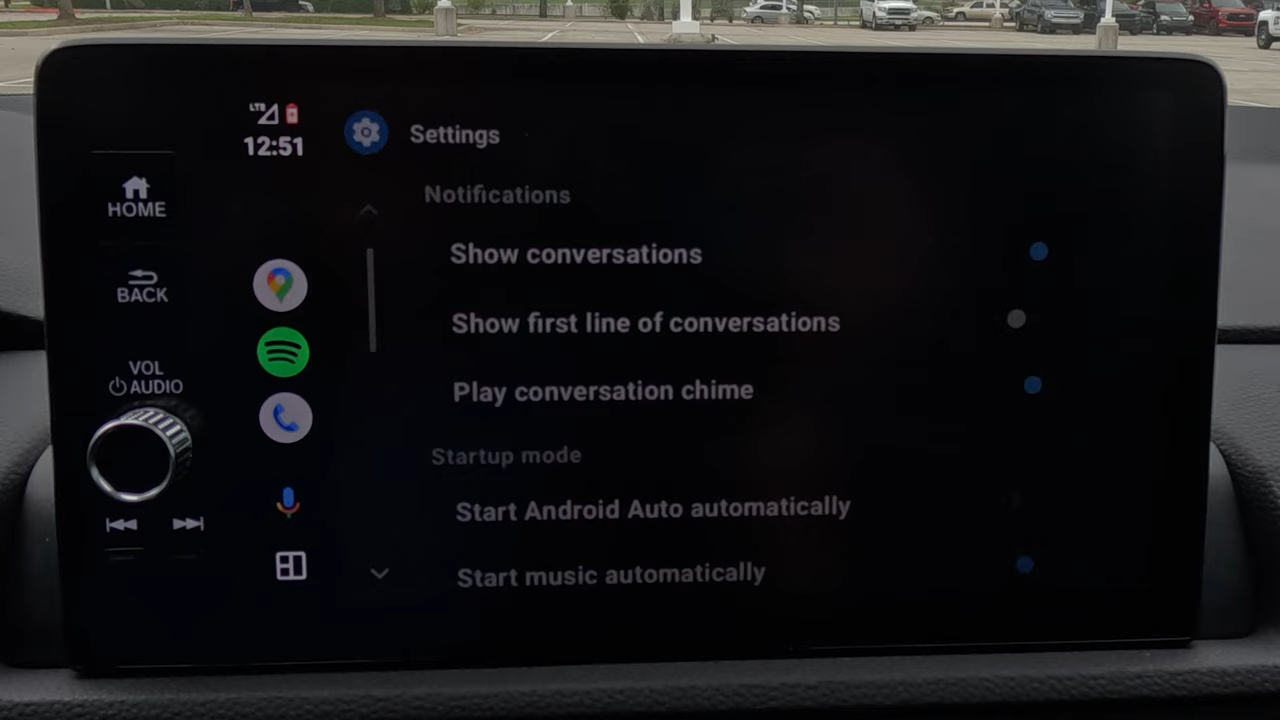 LTE
12:51
Settings
HOME
BACK
VOL
AUDIO
Notifications
Show conversations
Show first line of conversations
Play conversation chime
Startup mode
Start Android Auto automatically
Start music automatically